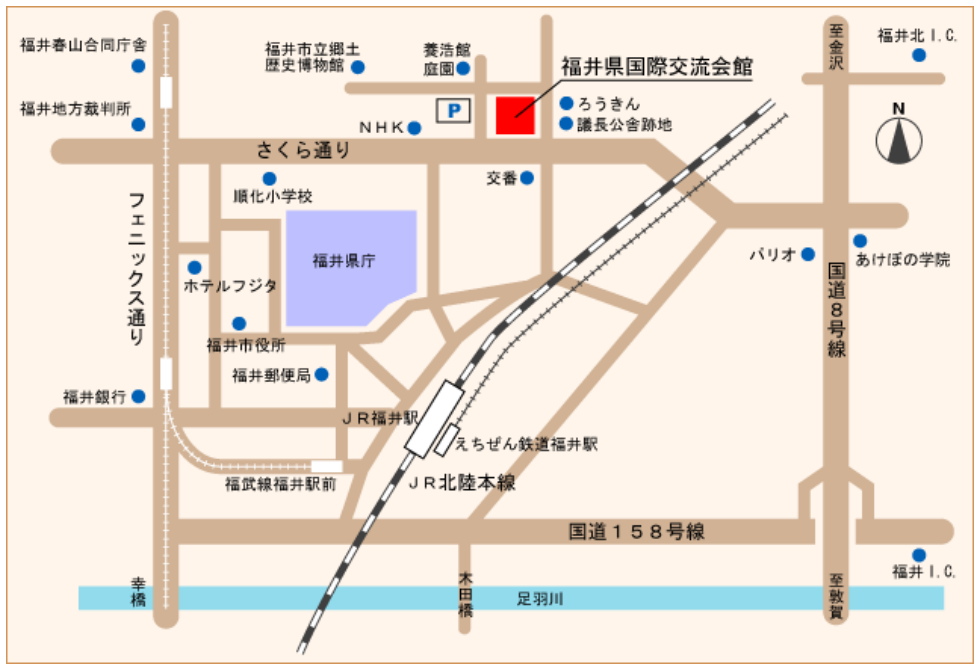 福井春山合同庁舎
福井市立郷土
歴史博物館
養浩館
庭園
福井県国際交流会館
至金沢
福井北I.C.
福井地方裁判所
P
ろうきん
議長公舎跡地
NHK
N
さくら通り
交番
順化小学校
フェニックス通り
福井県庁
バリオ
あけぼの学院
ホテルフジタ
国道8号線
福井市役所
福井郵便局
福井銀行
JR福井駅
えちぜん鉄道福井駅
福武線福井駅前
JR北陸本線
国道158号線
福井I.C.
幸橋
木田橋
足羽川
至敦賀